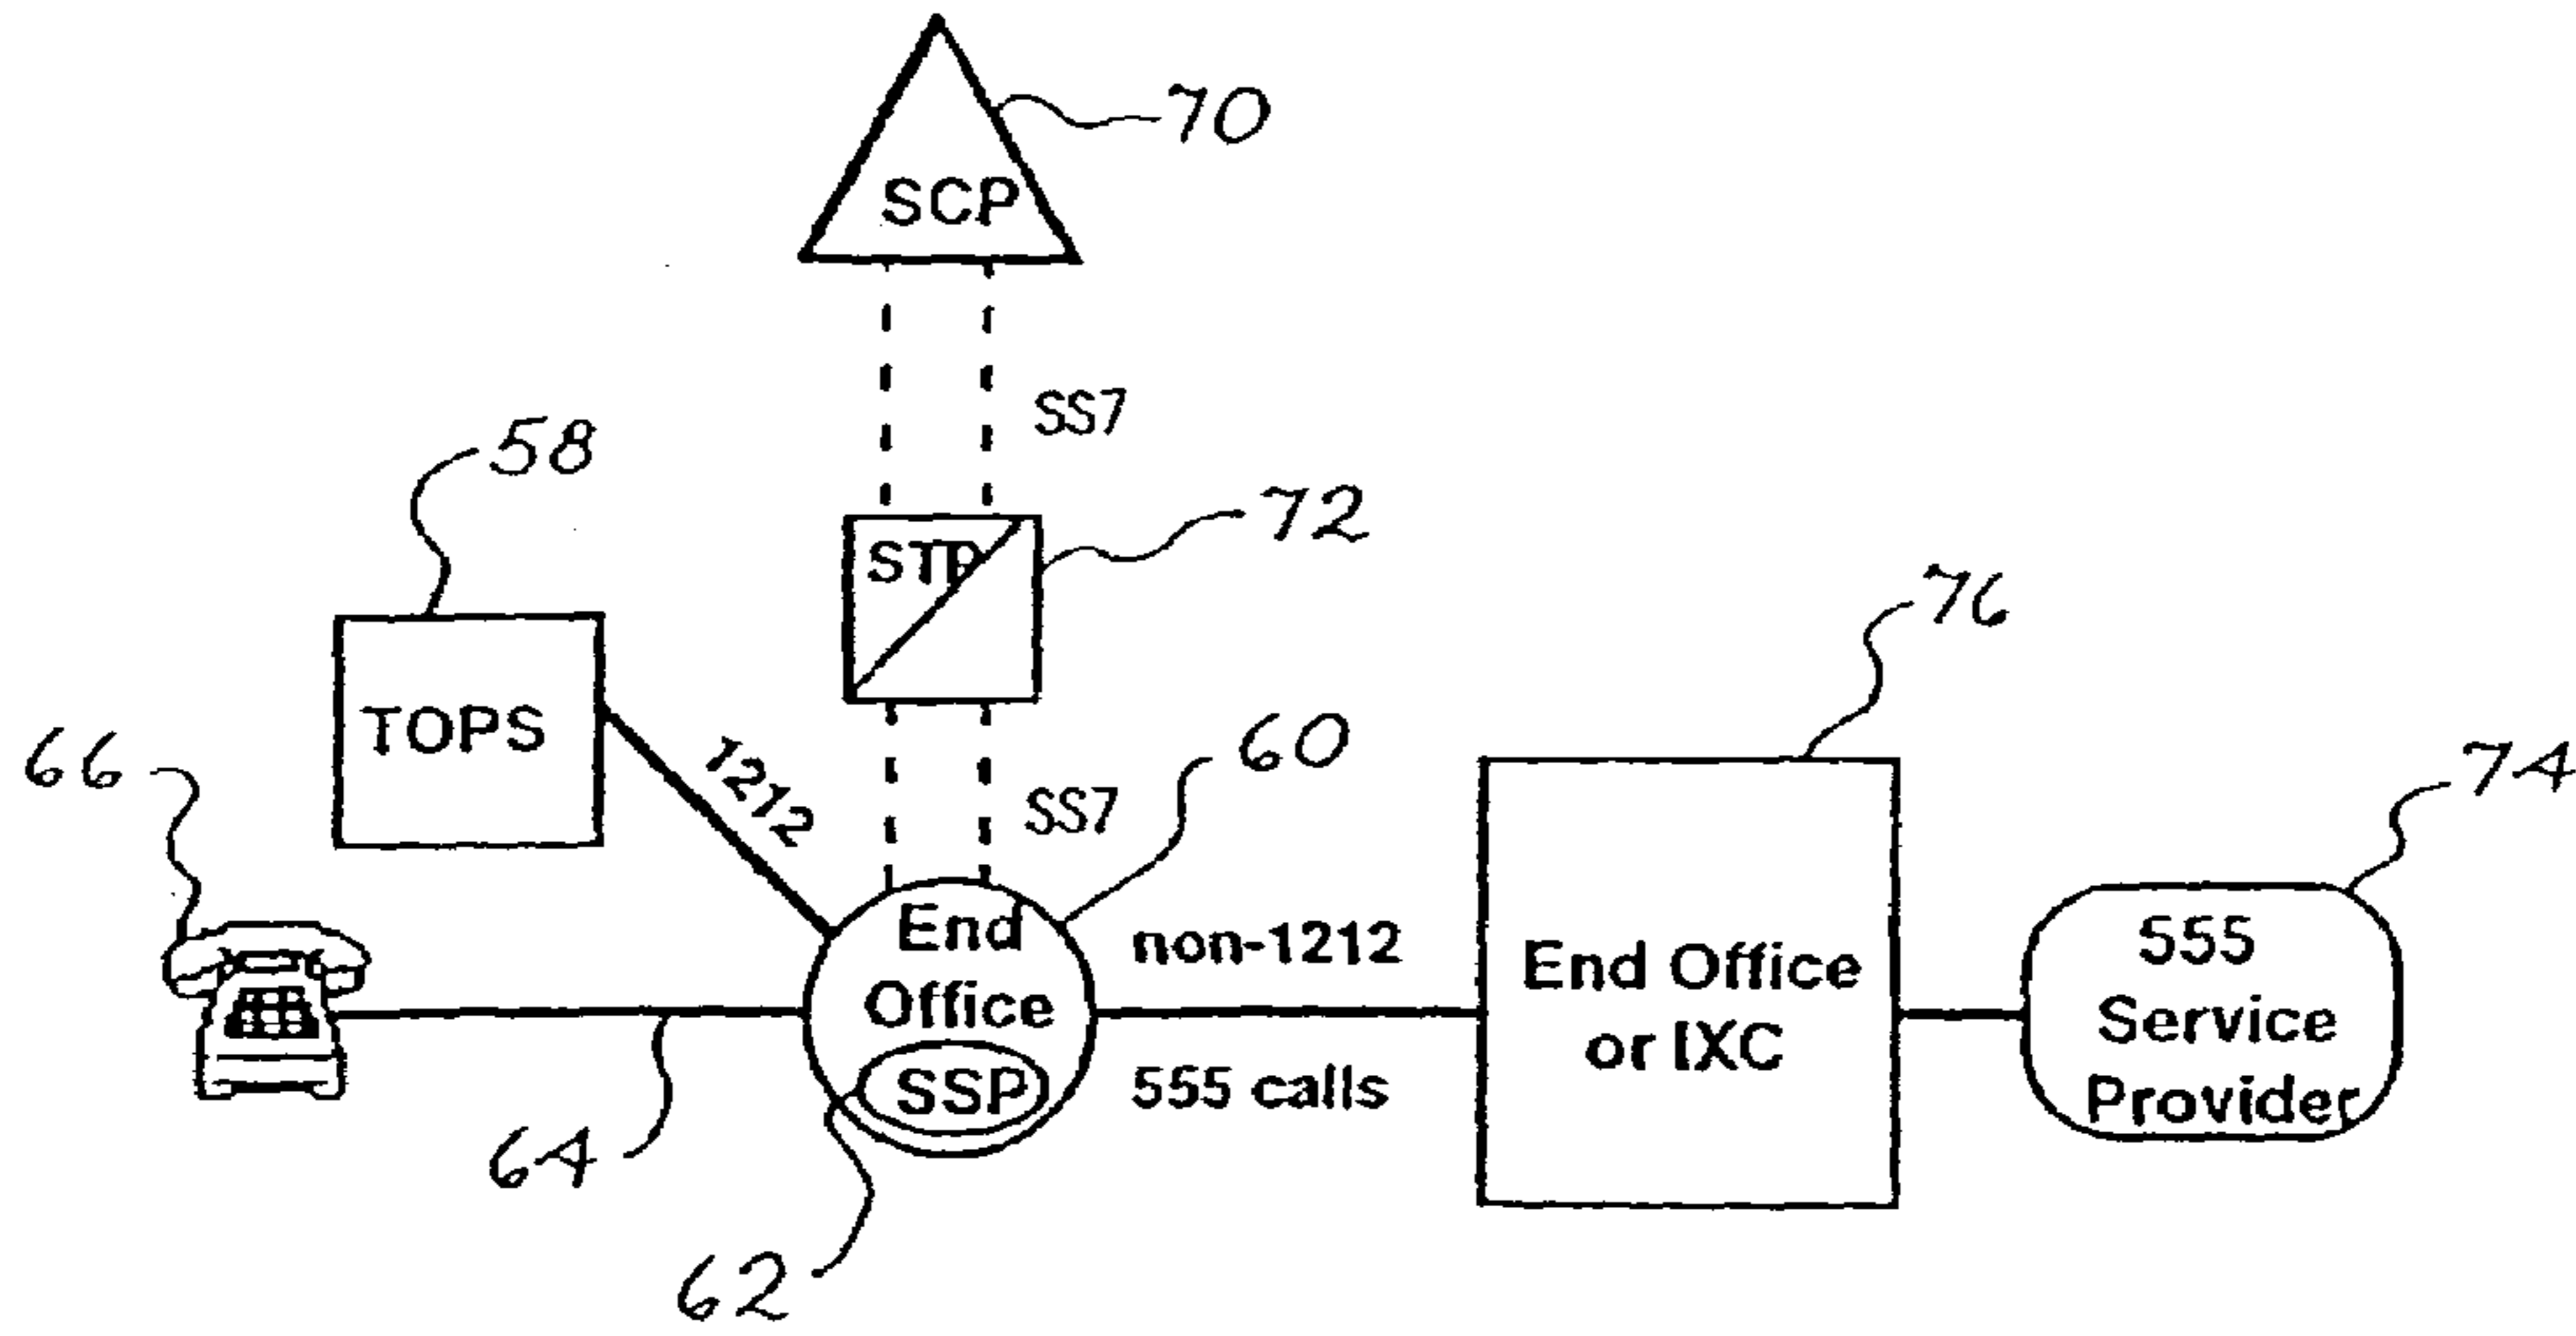 70
SCP
SS7
58
STP
72
76
TOPS
1212
66
SS7
60
74
End
Office
SSP
non-1212
555 calls
End Office
or IXC
555
Service
Provider
64
62